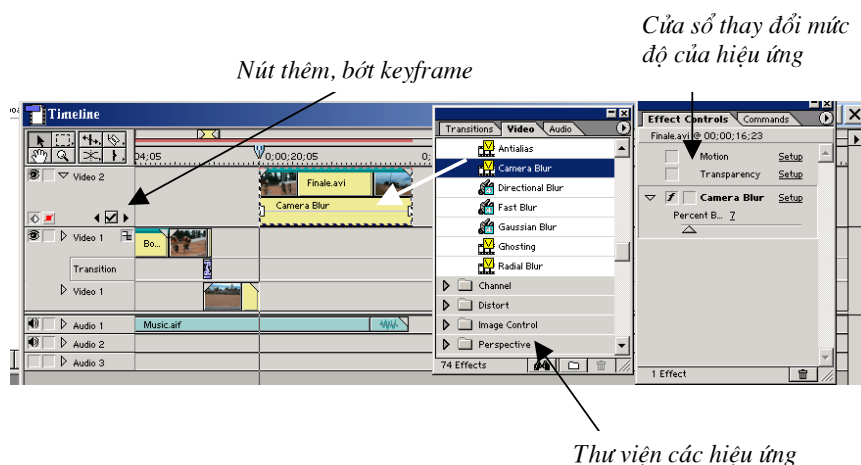 Cửa sổ thay đổi mức
độ của hiệu ứng
Nút thêm, bớt keyframe
Timeline
04;05
0;00;20;05
0;
Video 2
Finale.avi
Camera Blur
Video 1
Bo...
Transition
Video 1
Audio 1
Music.aif
Audio 2
Audio 3
Transitions Video Audio
Antialias
Camera Blur
Directional Blur
Fast Blur
Gaussian Blur
Ghosting
Radial Blur
Channel
Distort
Image Control
Perspective
74 Effects
Effect Controls Commands
Finale.avi @ 00;00;16;23
Motion Setup
Transparency Setup
f Camera Blur Setup
Percent B... 7
1 Effect
Thư viện các hiệu ứng